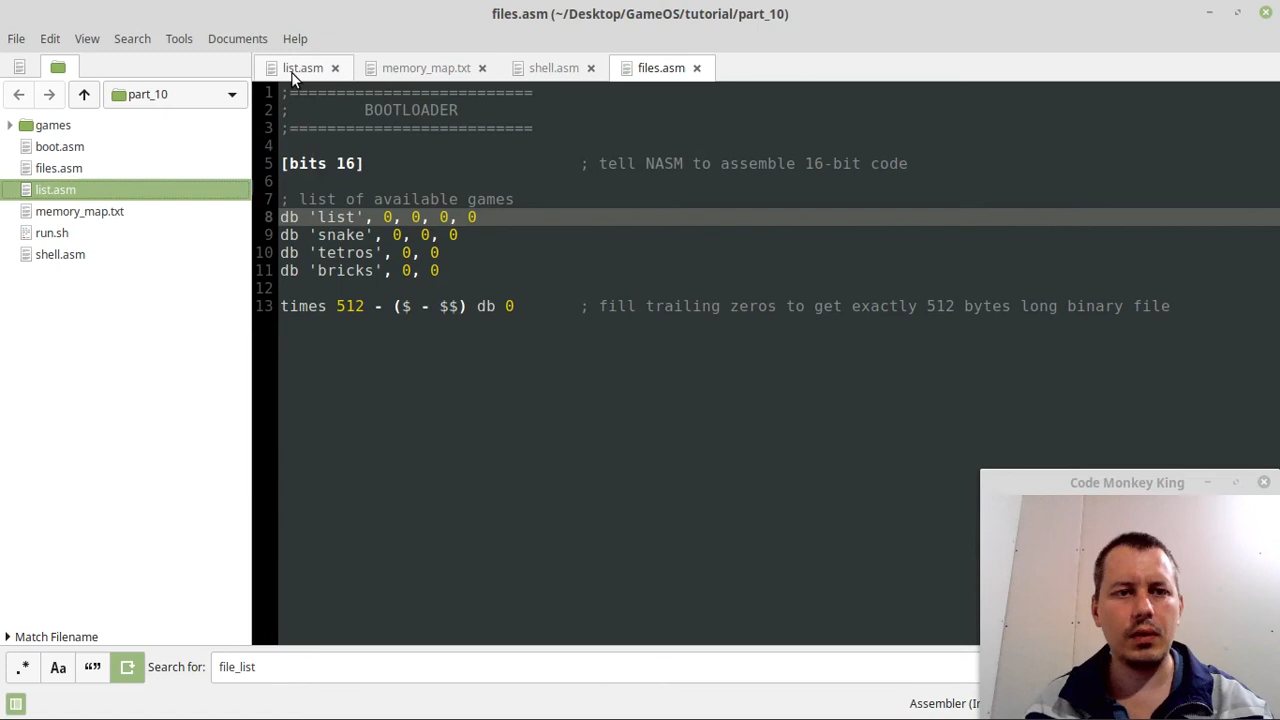 files.asm (~/Desktop/GameOS/tutorial/part_10)
File Edit View Search Tools Documents Help
list.asm memory_map.txt shell.asm files.asm
part_10
games
boot.asm
files.asm
list.asm
memory_map.txt
run.sh
shell.asm
1 ;==========================
2 ; BOOTLOADER
3 ;==========================
4
5 [bits 16] ; tell NASM to assemble 16-bit code
6
7 ; list of available games
8 db 'list', 0, 0, 0, 0
9 db 'snake', 0, 0, 0
10 db 'tetros', 0, 0
11 db 'bricks', 0, 0
12
13 times 512 - ($ - $$) db 0 ; fill trailing zeros to get exactly 512 bytes long binary file
Code Monkey King
Match Filename
.* Aa “” Search for: file_list